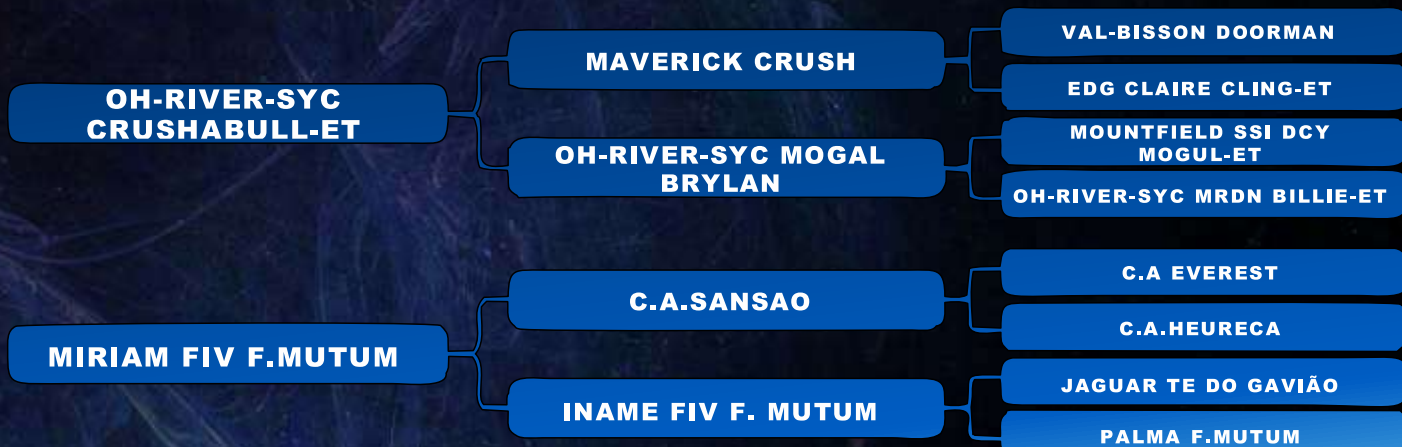 OH-RIVER-SYC
CRUSHABULL-ET
MAVERICK CRUSH
VAL-BISSON DOORMAN
EDG CLAIRE CLING-ET
OH-RIVER-SYC MOGAL
BRYLAN
MOUNTFIELD SSI DCY
MOGUL-ET
OH-RIVER-SYC MRDN BILLIE-ET
MIRIAM FIV F.MUTUM
C.A.SANSAO
C.A EVEREST
C.A.HEURECA
INAME FIV F. MUTUM
JAGUAR TE DO GAVIÃO
PALMA F.MUTUM